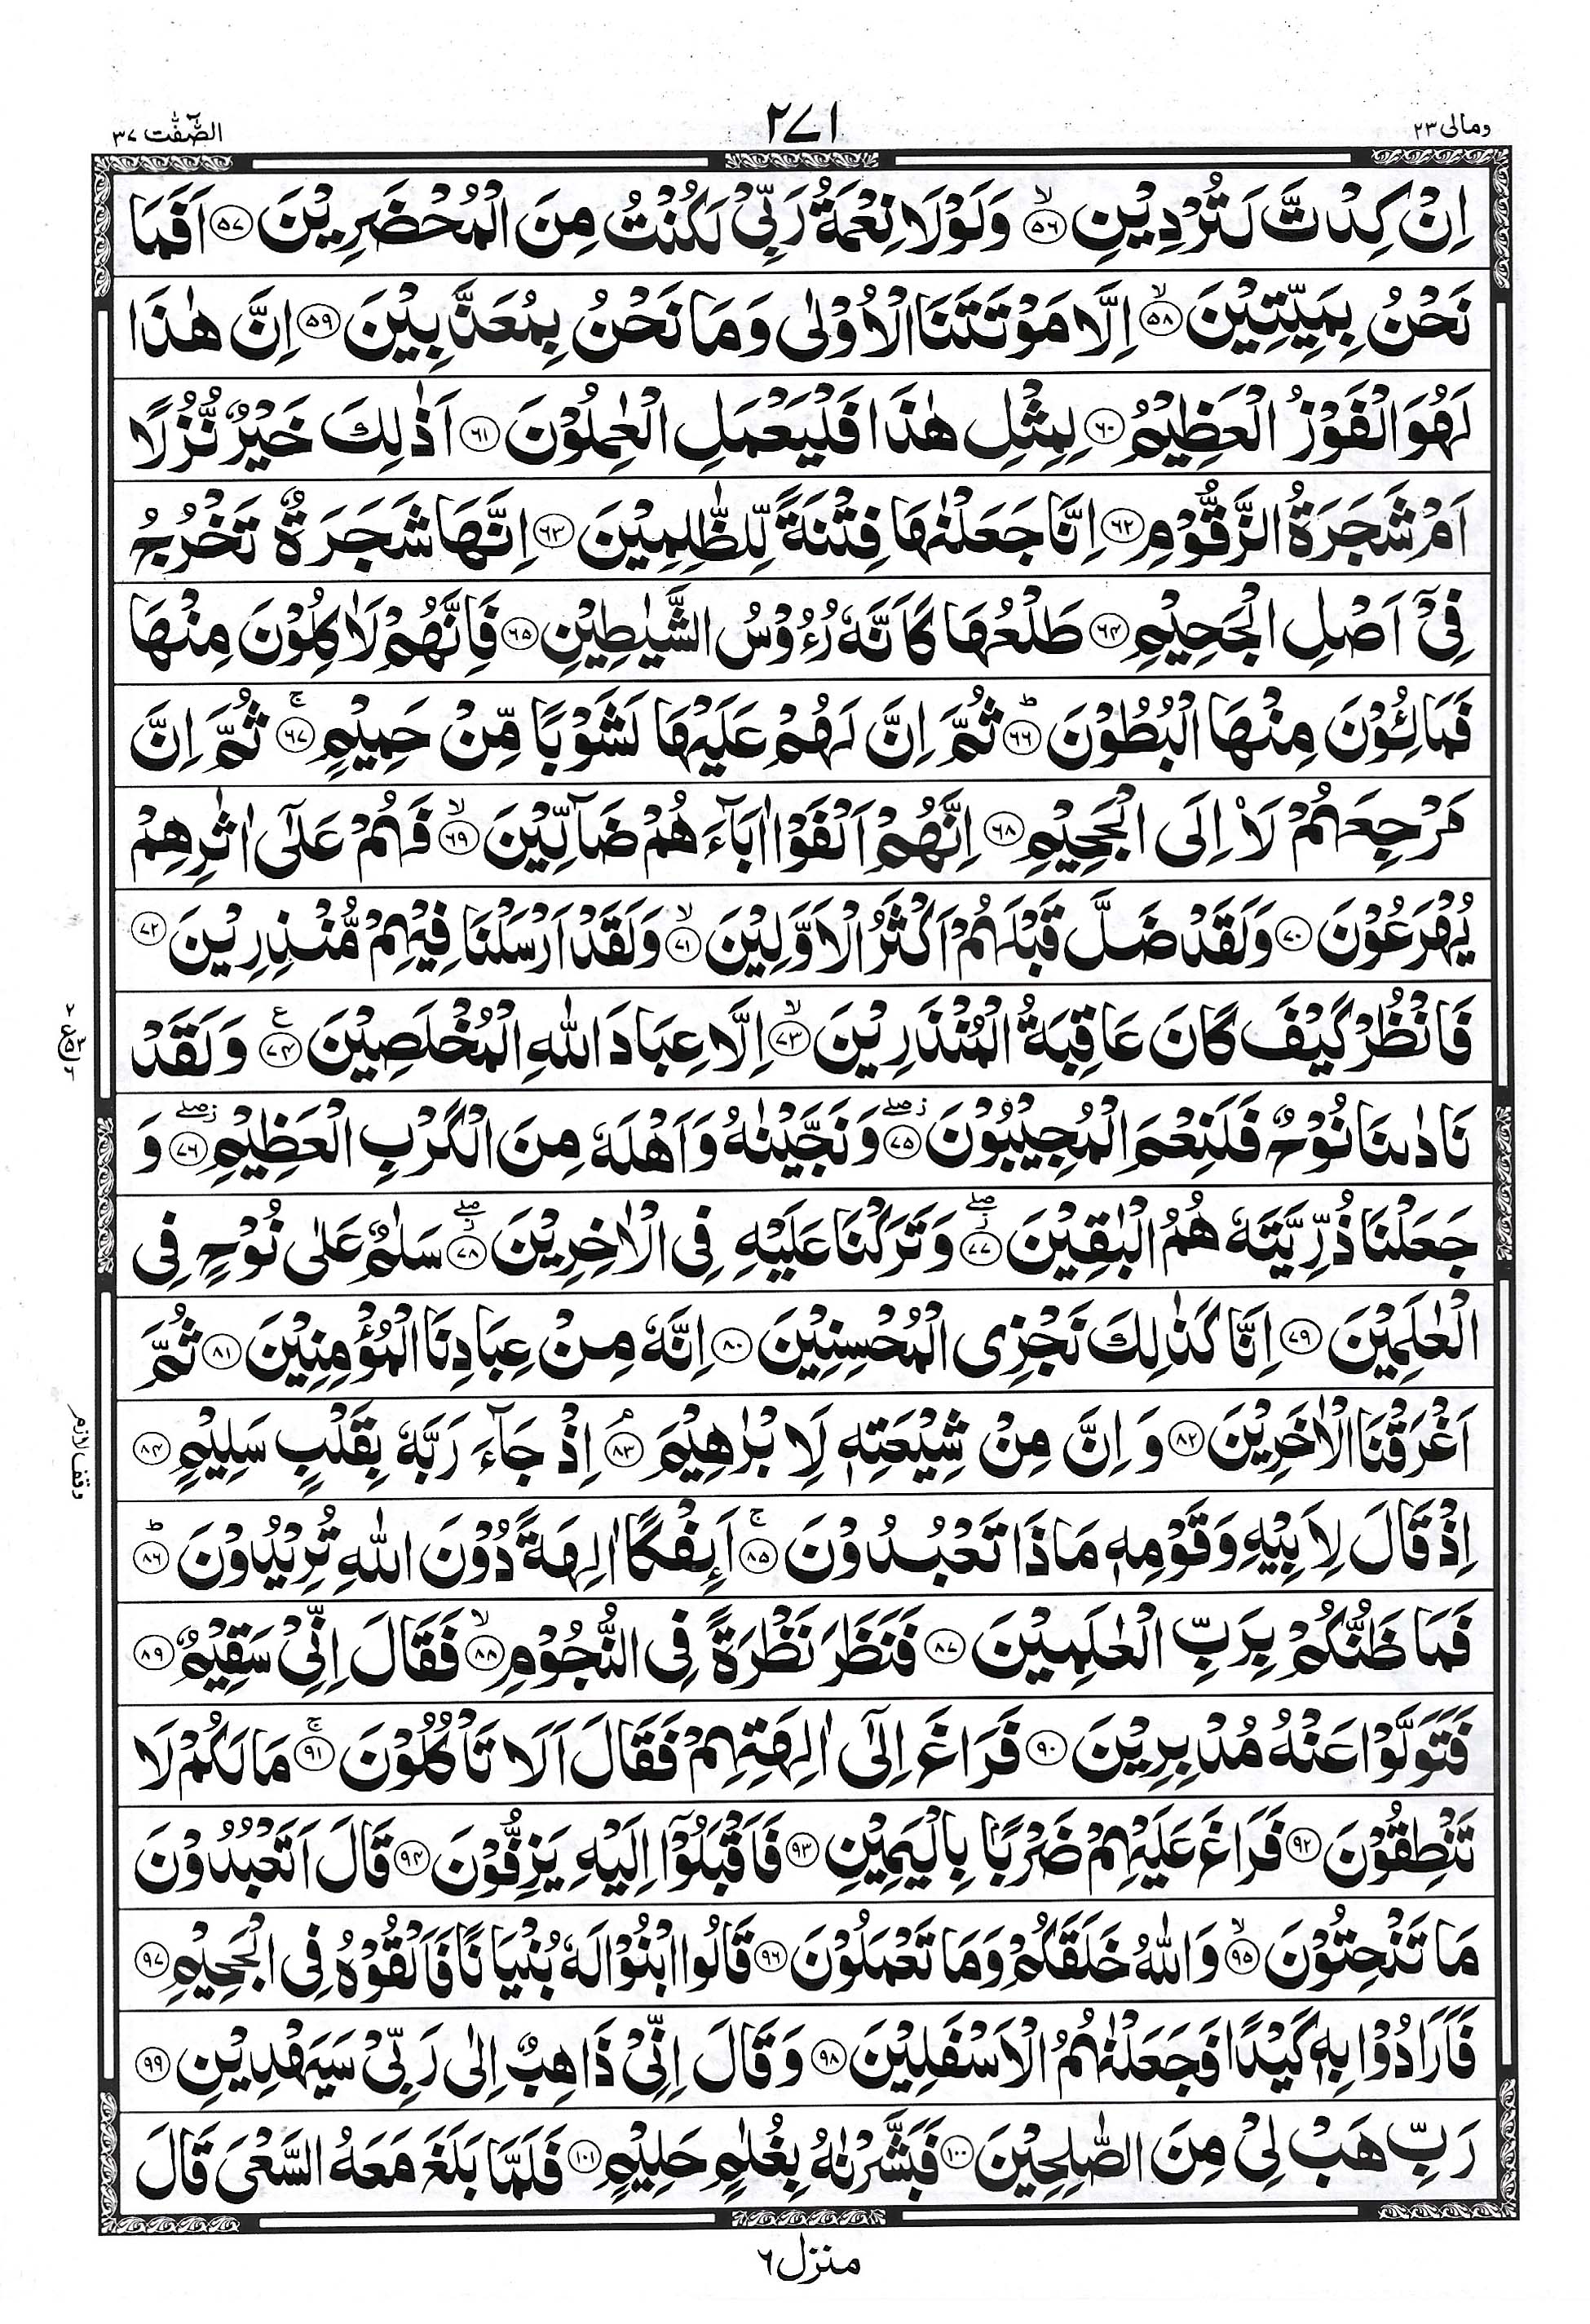 ومالی ۲۳
۲۷۱
الصّٰٓفّٰت ۳۷
اِنْ كِدْتَّ لَتُرْدِيْنِ ۙ﴿۵۶﴾ وَلَوْلَا نِعْمَةُ رَبِّيْ لَكُنْتُ مِنَ الْمُحْضَرِيْنَ ﴿۵۷﴾ اَفَمَا
نَحْنُ بِمَيِّتِيْنَ ۙ﴿۵۸﴾ اِلَّا مَوْتَتَنَا الْاُوْلٰى وَمَا نَحْنُ بِمُعَذَّبِيْنَ ﴿۵۹﴾ اِنَّ هٰذَا
لَهُوَ الْفَوْزُ الْعَظِيْمُ ﴿۶۰﴾ لِمِثْلِ هٰذَا فَلْيَعْمَلِ الْعٰمِلُوْنَ ﴿۶۱﴾ اَذٰلِكَ خَيْرٌ نُّزُلًا
اَمْ شَجَرَةُ الزَّقُّوْمِ ﴿۶۲﴾ اِنَّا جَعَلْنٰهَا فِتْنَةً لِّلظّٰلِمِيْنَ ﴿۶۳﴾ اِنَّهَا شَجَرَةٌ تَخْرُجُ
فِيْٓ اَصْلِ الْجَحِيْمِ ﴿۶۴﴾ طَلْعُهَا كَاَنَّهٗ رُءُوْسُ الشَّيٰطِيْنِ ﴿۶۵﴾ فَاِنَّهُمْ لَاٰكِلُوْنَ مِنْهَا
فَمَالِـُٔوْنَ مِنْهَا الْبُطُوْنَ ؕ﴿۶۶﴾ ثُمَّ اِنَّ لَهُمْ عَلَيْهَا لَشَوْبًا مِّنْ حَمِيْمٍ ۚ﴿۶۷﴾ ثُمَّ اِنَّ
مَرْجِعَهُمْ لَا۟اِلَى الْجَحِيْمِ ﴿۶۸﴾ اِنَّهُمْ اَلْفَوْا اٰبَآءَهُمْ ضَآلِّيْنَ ۙ﴿۶۹﴾ فَهُمْ عَلٰٓى اٰثٰرِهِمْ
يُهْرَعُوْنَ ﴿۷۰﴾ وَلَقَدْ ضَلَّ قَبْلَهُمْ اَكْثَرُ الْاَوَّلِيْنَ ۙ﴿۷۱﴾ وَلَقَدْ اَرْسَلْنَا فِيْهِمْ مُّنْذِرِيْنَ ﴿۷۲﴾
فَانْظُرْ كَيْفَ كَانَ عَاقِبَةُ الْمُنْذَرِيْنَ ۙ﴿۷۳﴾ اِلَّا عِبَادَ اللّٰهِ الْمُخْلَصِيْنَ ࣖ﴿۷۴﴾ وَلَقَدْ
نَادٰىنَا نُوْحٌ فَلَنِعْمَ الْمُجِيْبُوْنَ ؗۖ﴿۷۵﴾ وَنَجَّيْنٰهُ وَاَهْلَهٗ مِنَ الْكَرْبِ الْعَظِيْمِ ؗۖ﴿۷۶﴾ وَ
جَعَلْنَا ذُرِّيَّتَهٗ هُمُ الْبٰقِيْنَ ؗۖ﴿۷۷﴾ وَتَرَكْنَا عَلَيْهِ فِى الْاٰخِرِيْنَ ؗۖ﴿۷۸﴾ سَلٰمٌ عَلٰى نُوْحٍ فِى
الْعٰلَمِيْنَ ﴿۷۹﴾ اِنَّا كَذٰلِكَ نَجْزِى الْمُحْسِنِيْنَ ﴿۸۰﴾ اِنَّهٗ مِنْ عِبَادِنَا الْمُؤْمِنِيْنَ ﴿۸۱﴾ ثُمَّ
اَغْرَقْنَا الْاٰخَرِيْنَ ﴿۸۲﴾ وَاِنَّ مِنْ شِيْعَتِهٖ لَاِبْرٰهِيْمَ ۘ﴿۸۳﴾ اِذْ جَآءَ رَبَّهٗ بِقَلْبٍ سَلِيْمٍ ﴿۸۴﴾
وقف لازم
اِذْ قَالَ لِاَبِيْهِ وَقَوْمِهٖ مَاذَا تَعْبُدُوْنَ ۚ﴿۸۵﴾ اَىِٕفْكًا اٰلِهَةً دُوْنَ اللّٰهِ تُرِيْدُوْنَ ؕ﴿۸۶﴾
فَمَا ظَنُّكُمْ بِرَبِّ الْعٰلَمِيْنَ ﴿۸۷﴾ فَنَظَرَ نَظْرَةً فِى النُّجُوْمِ ۙ﴿۸۸﴾ فَقَالَ اِنِّيْ سَقِيْمٌ ﴿۸۹﴾
فَتَوَلَّوْا عَنْهُ مُدْبِرِيْنَ ﴿۹۰﴾ فَرَاغَ اِلٰٓى اٰلِهَتِهِمْ فَقَالَ اَلَا تَاْكُلُوْنَ ۚ﴿۹۱﴾ مَا لَكُمْ لَا
تَنْطِقُوْنَ ﴿۹۲﴾ فَرَاغَ عَلَيْهِمْ ضَرْبًا بِالْيَمِيْنِ ﴿۹۳﴾ فَاَقْبَلُوْٓا اِلَيْهِ يَزِفُّوْنَ ﴿۹۴﴾ قَالَ اَتَعْبُدُوْنَ
مَا تَنْحِتُوْنَ ۙ﴿۹۵﴾ وَاللّٰهُ خَلَقَكُمْ وَمَا تَعْمَلُوْنَ ﴿۹۶﴾ قَالُوا ابْنُوْا لَهٗ بُنْيَانًا فَاَلْقُوْهُ فِى الْجَحِيْمِ ﴿۹۷﴾
فَاَرَادُوْا بِهٖ كَيْدًا فَجَعَلْنٰهُمُ الْاَسْفَلِيْنَ ﴿۹۸﴾ وَقَالَ اِنِّيْ ذَاهِبٌ اِلٰى رَبِّيْ سَيَهْدِيْنِ ﴿۹۹﴾
رَبِّ هَبْ لِيْ مِنَ الصّٰلِحِيْنَ ﴿۱۰۰﴾ فَبَشَّرْنٰهُ بِغُلٰمٍ حَلِيْمٍ ﴿۱۰۱﴾ فَلَمَّا بَلَغَ مَعَهُ السَّعْيَ قَالَ
منزل ۶